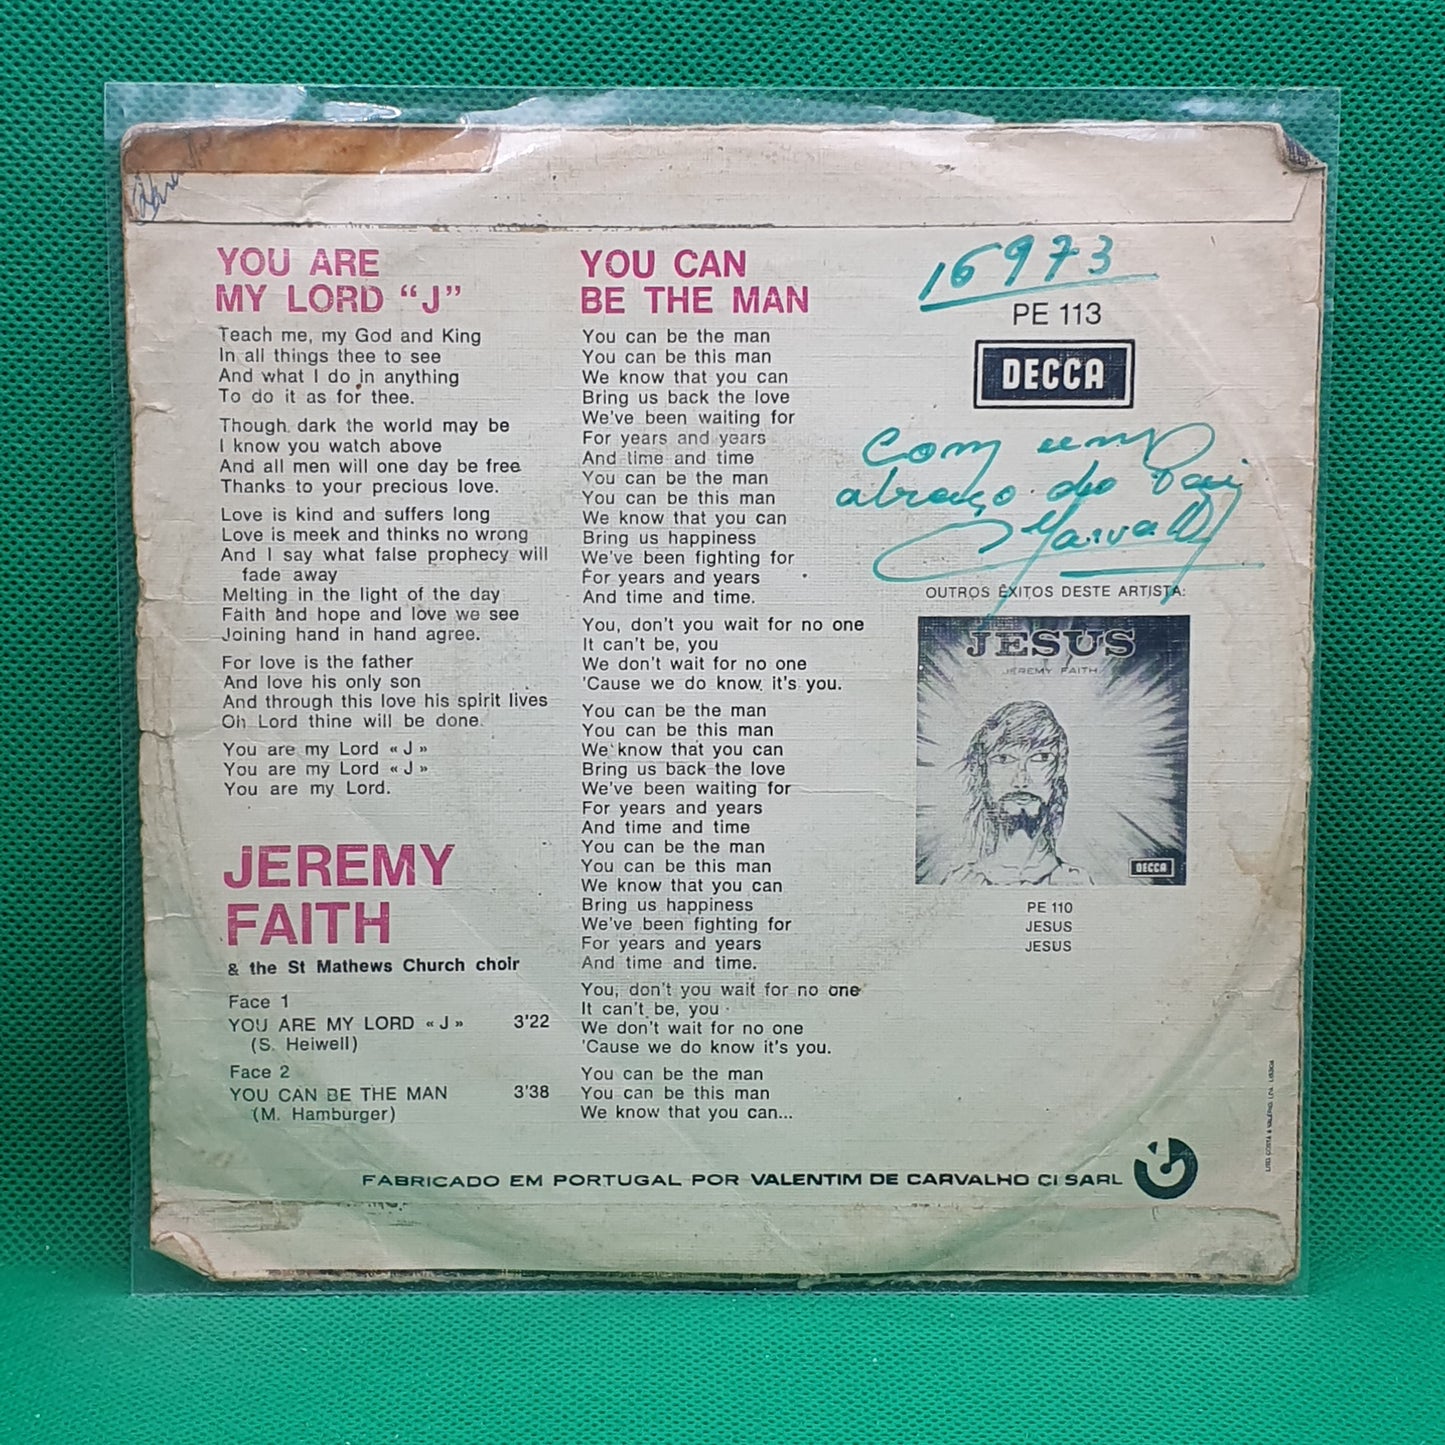 YOU ARE
MY LORD “J”
Teach me, my God and King
In all things thee to see
And what I do in anything
To do it as for thee.
Though dark the world may be
I know you watch above
And all men will one day be free
Thanks to your precious love.
Love is kind and suffers long
Love is meek and thinks no wrong
And I say what false prophecy will
fade away
Melting in the light of the day
Faith and hope and love we see
Joining hand in hand agree.
For love is the father
And love his only son
And through this love his spirit lives
Oh Lord thine will be done.
You are my Lord «J»
You are my Lord «J»
You are my Lord.
JEREMY
FAITH
& the St Mathews Church choir
Face 1
YOU ARE MY LORD «J» 3'22
(S. Heiwell)
Face 2
YOU CAN BE THE MAN 3'38
(M. Hamburger)
YOU CAN
BE THE MAN
You can be the man
You can be this man
We know that you can
Bring us back the love
We've been waiting for
For years and years
And time and time
You can be the man
You can be this man
We know that you can
Bring us happiness
We've been fighting for
For years and years
And time and time.
You, don't you wait for no one
It can't be, you
We don't wait for no one
'Cause we do know it's you.
You can be the man
You can be this man
We know that you can
Bring us back the love
We've been waiting for
For years and years
And time and time
You can be the man
You can be this man
We know that you can
Bring us happiness
We've been fighting for
For years and years
And time and time.
You, don't you wait for no one
It can't be, you
We don't wait for no one
'Cause we do know it's you.
You can be the man
You can be this man
We know that you can...
16973
PE 113
DECCA
Com um
abraço do Pai
OUTROS ÊXITOS DESTE ARTISTA:
JESUS
JEREMY FAITH
DECCA
PE 110
JESUS
JESUS
FABRICADO EM PORTUGAL POR VALENTIM DE CARVALHO CI SARL
LITO. COSTA & VALERIO, LDA. LISBOA